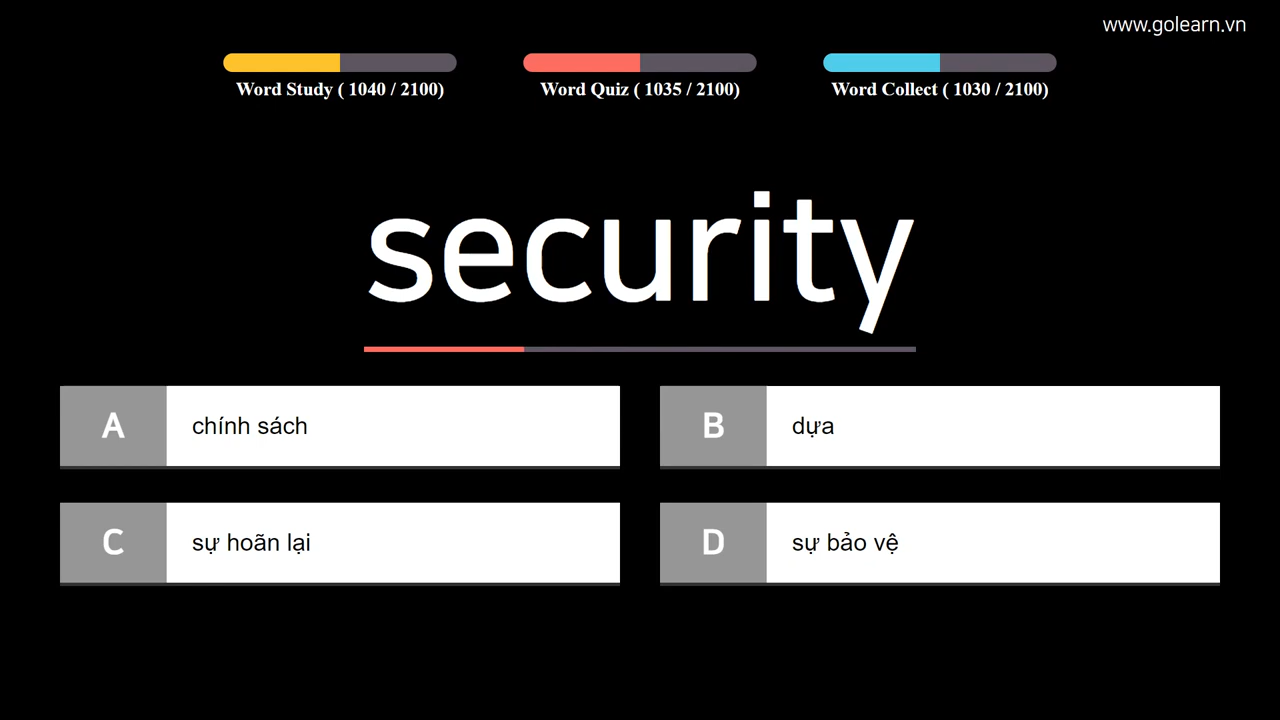 www.golearn.vn
Word Study ( 1040 / 2100)
Word Quiz ( 1035 / 2100)
Word Collect ( 1030 / 2100)
security
A
chính sách
B
dựa
C
sự hoãn lại
D
sự bảo vệ